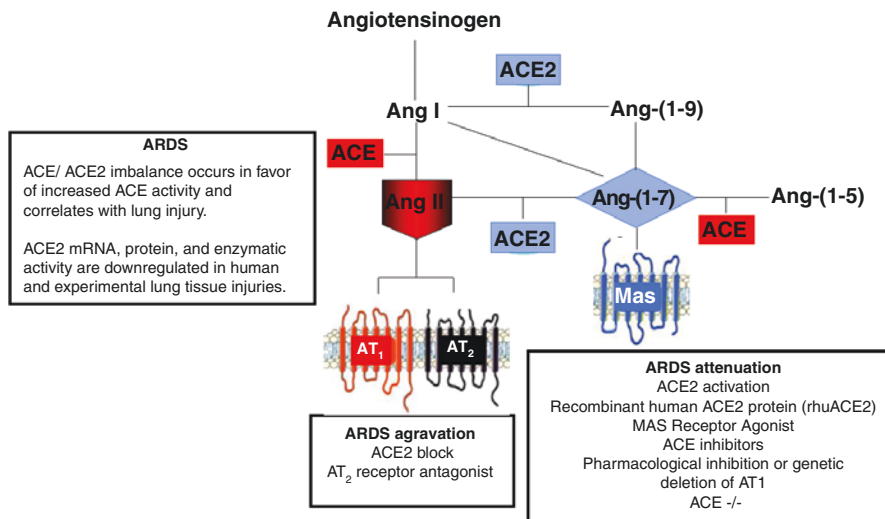 Angiotensinogen
ACE2
Ang I
Ang-(1-9)
ARDS
ACE/ ACE2 imbalance occurs in favor
of increased ACE activity and
correlates with lung injury.
ACE2 mRNA, protein, and enzymatic
activity are downregulated in human
and experimental lung tissue injuries.
ACE
Ang II
ACE2
Ang-(1-7)
ACE
Ang-(1-5)
Mas
AT1
AT2
ARDS agravation
ACE2 block
AT2 receptor antagonist
ARDS attenuation
ACE2 activation
Recombinant human ACE2 protein (rhuACE2)
MAS Receptor Agonist
ACE inhibitors
Pharmacological inhibition or genetic
deletion of AT1
ACE -/-